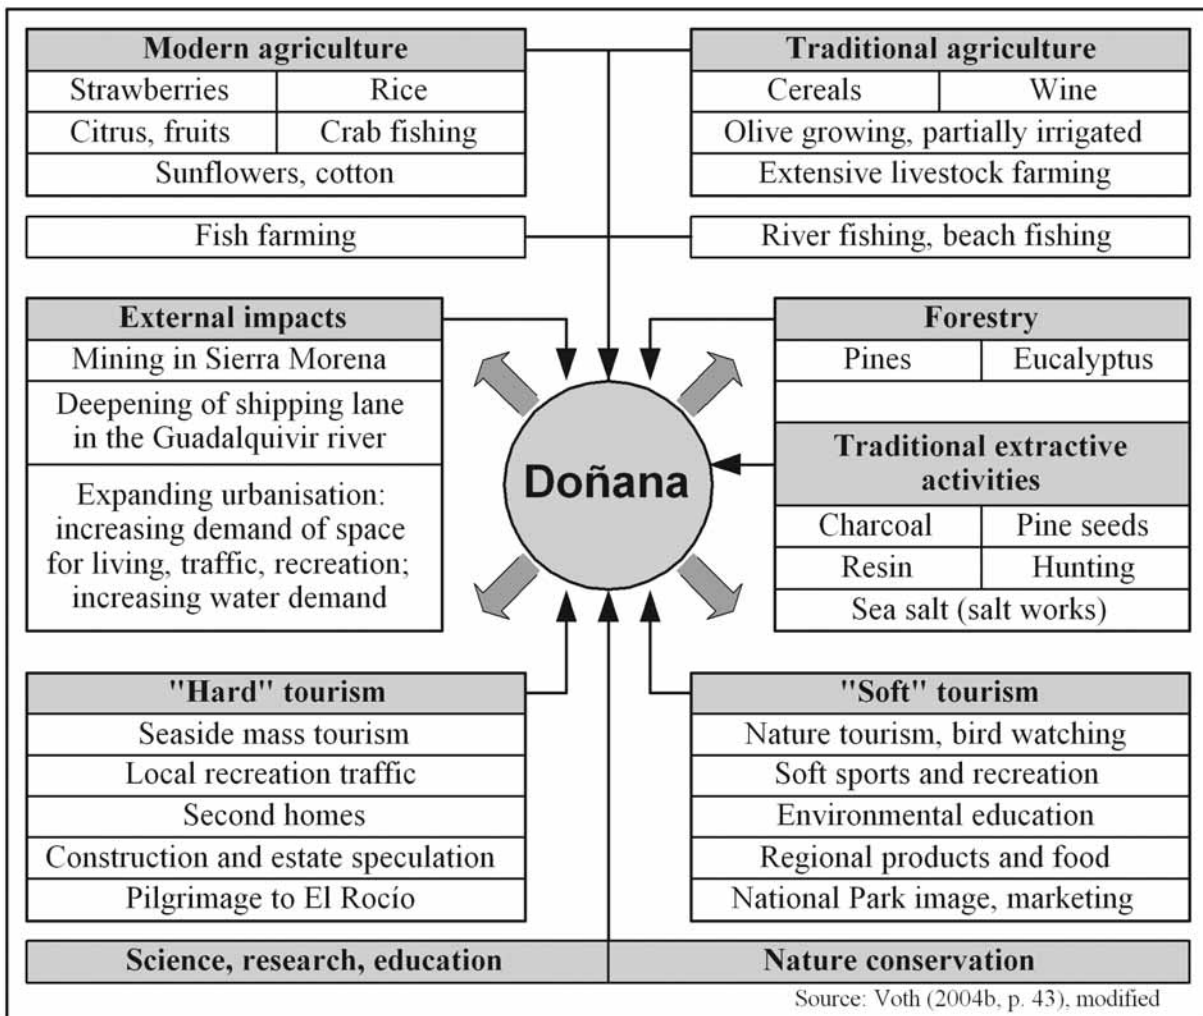 Modern agriculture
Strawberries
Rice
Citrus, fruits
Crab fishing
Sunflowers, cotton
Fish farming
Traditional agriculture
Cereals
Wine
Olive growing, partially irrigated
Extensive livestock farming
River fishing, beach fishing
External impacts
Mining in Sierra Morena
Deepening of shipping lane
in the Guadalquivir river
Expanding urbanisation:
increasing demand of space
for living, traffic, recreation;
increasing water demand
Doñana
Forestry
Pines
Eucalyptus
Traditional extractive
activities
Charcoal
Pine seeds
Resin
Hunting
Sea salt (salt works)
"Hard" tourism
Seaside mass tourism
Local recreation traffic
Second homes
Construction and estate speculation
Pilgrimage to El Rocío
"Soft" tourism
Nature tourism, bird watching
Soft sports and recreation
Environmental education
Regional products and food
National Park image, marketing
Science, research, education
Nature conservation
Source: Voth (2004b, p. 43), modified